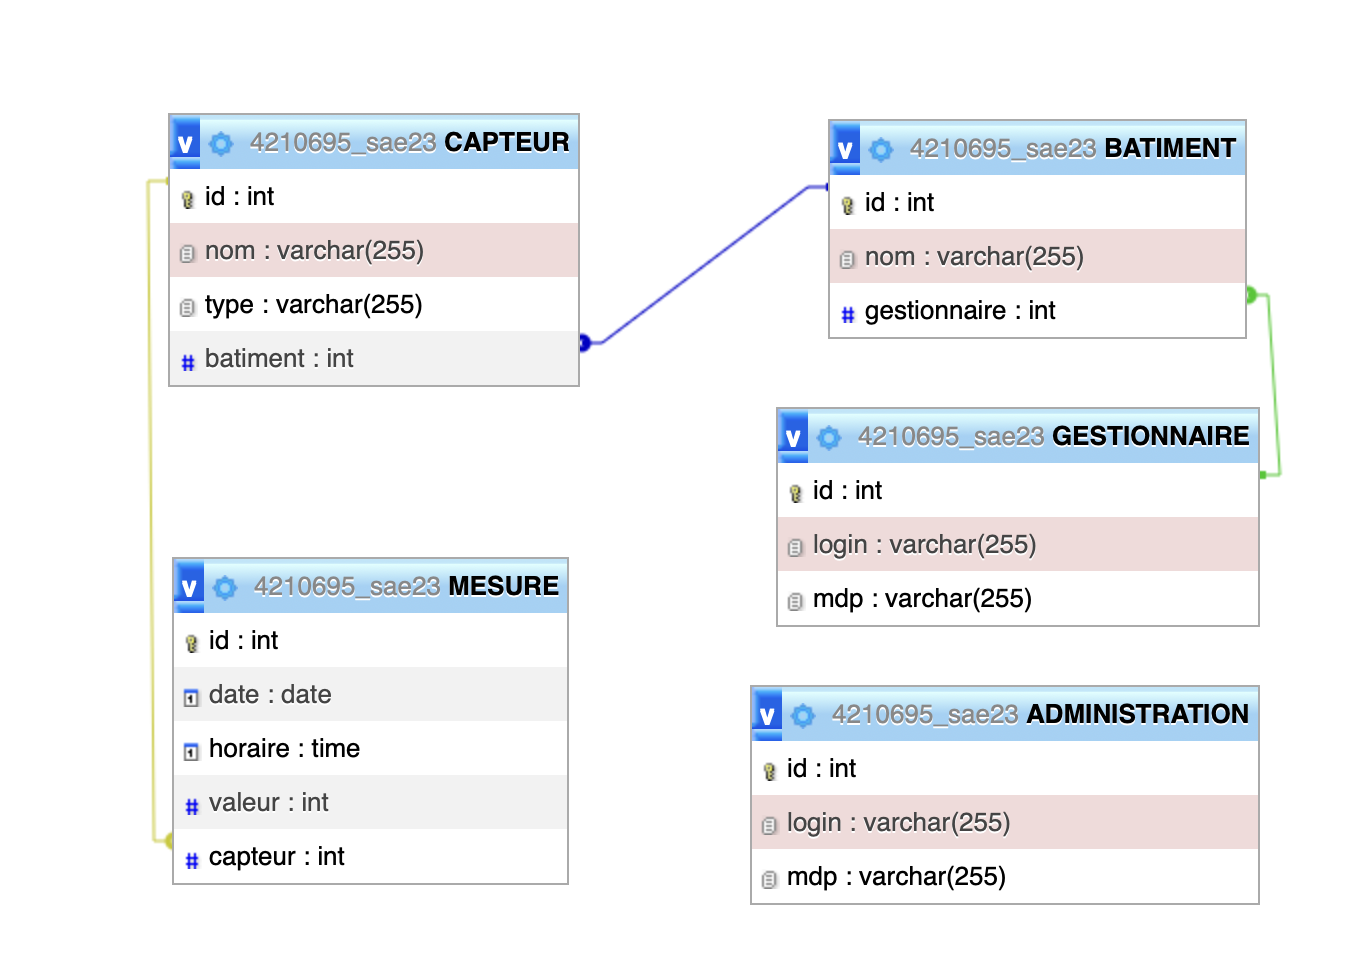 v 4210695_sae23 CAPTEUR
id : int
nom : varchar(255)
type : varchar(255)
# batiment : int
v 4210695_sae23 BATIMENT
id : int
nom : varchar(255)
# gestionnaire : int
v 4210695_sae23 GESTIONNAIRE
id : int
login : varchar(255)
mdp : varchar(255)
v 4210695_sae23 MESURE
id : int
1 date : date
1 horaire : time
# valeur : int
# capteur : int
v 4210695_sae23 ADMINISTRATION
id : int
login : varchar(255)
mdp : varchar(255)